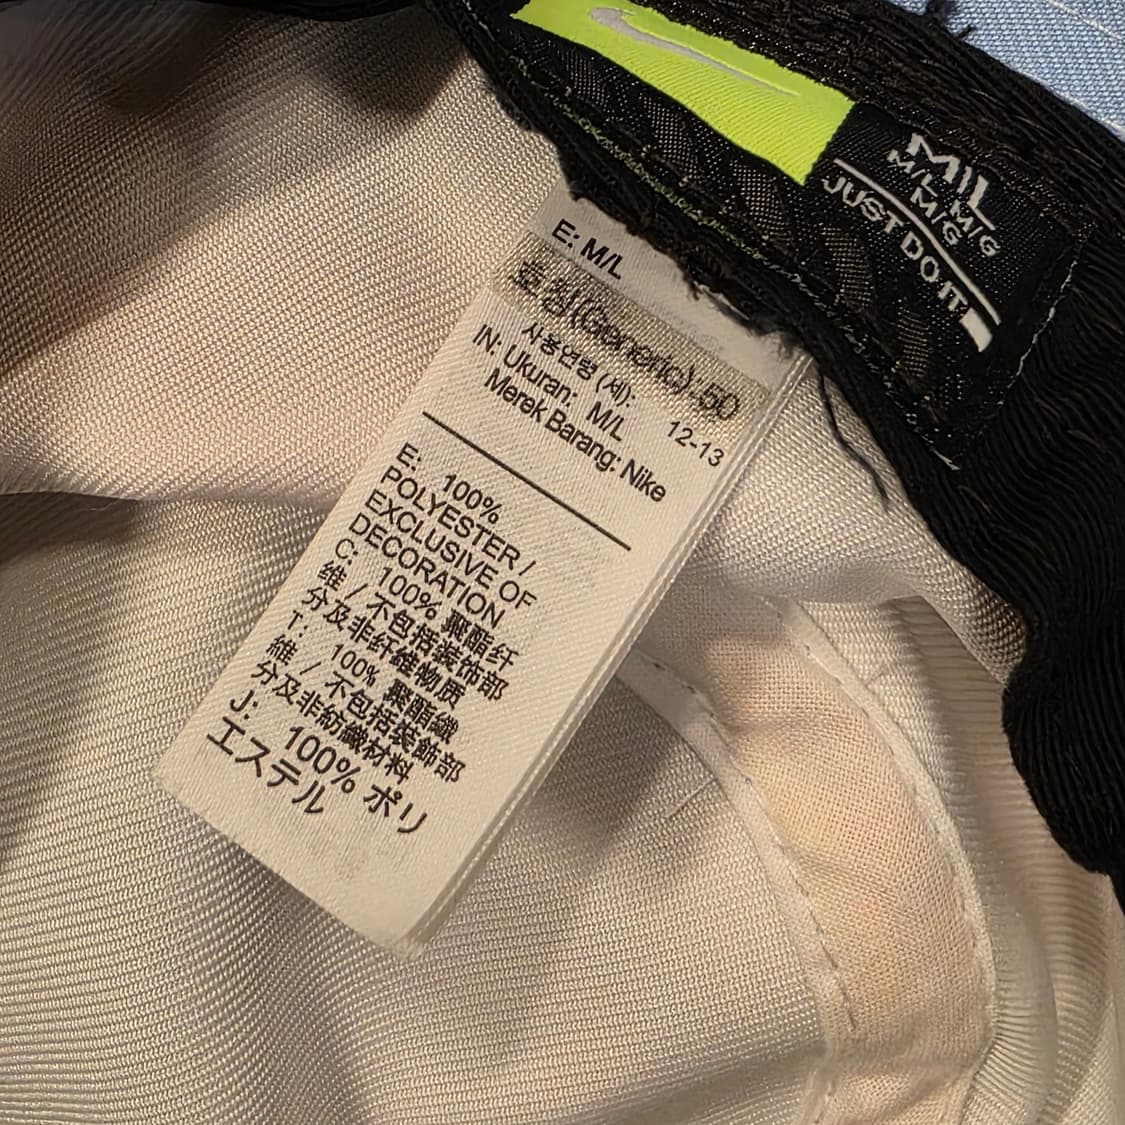 M/L
M/L M/G
M/G
JUST DO IT
E: M/L
(Generic):50
사용연령 (세): 12-13
IN: Ukuran: M/L
Merek Barang: Nike
E: 100%
POLYESTER /
EXCLUSIVE OF
DECORATION
C: 100% 聚酯纤
维 / 不包括装饰部
分及非纤维物质
T: 100% 聚酯纖
維 / 不包括裝飾部
分及非紡織材料
J: 100% ポリ
エステル